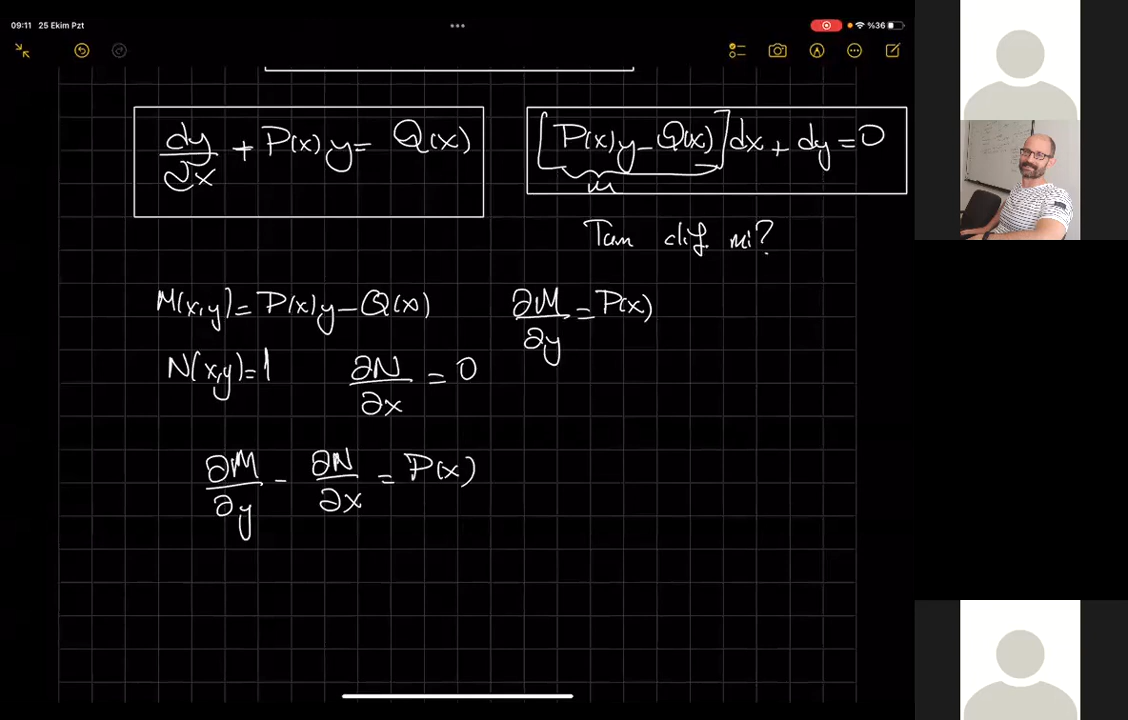 09:11 25 Ekim Pzt %36
dy/dx + P(x) y = Q(x)
[P(x)y - Q(x)] dx + dy = 0
M
Tam dif. mi?
M(x,y) = P(x)y - Q(x) ∂M/∂y = P(x)
N(x,y) = 1 ∂N/∂x = 0
∂M/∂y - ∂N/∂x = P(x)